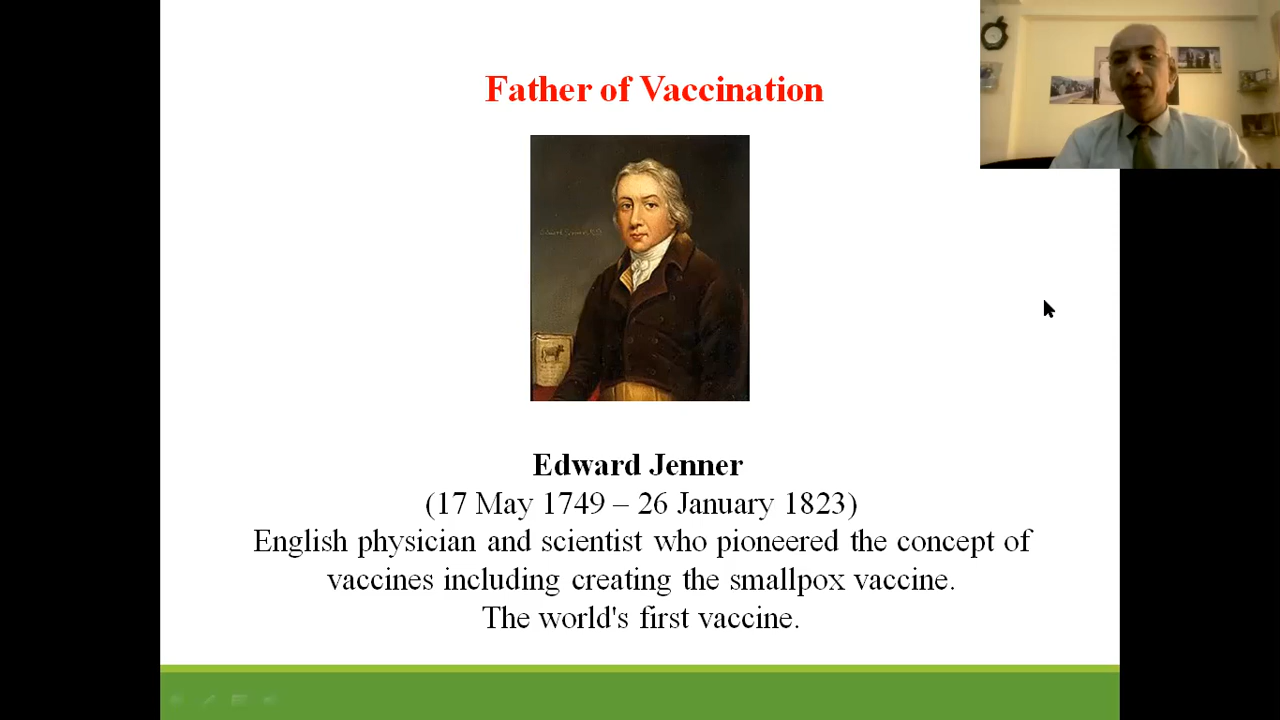 Father of Vaccination
Edward Jenner
(17 May 1749 – 26 January 1823)
English physician and scientist who pioneered the concept of
vaccines including creating the smallpox vaccine.
The world's first vaccine.